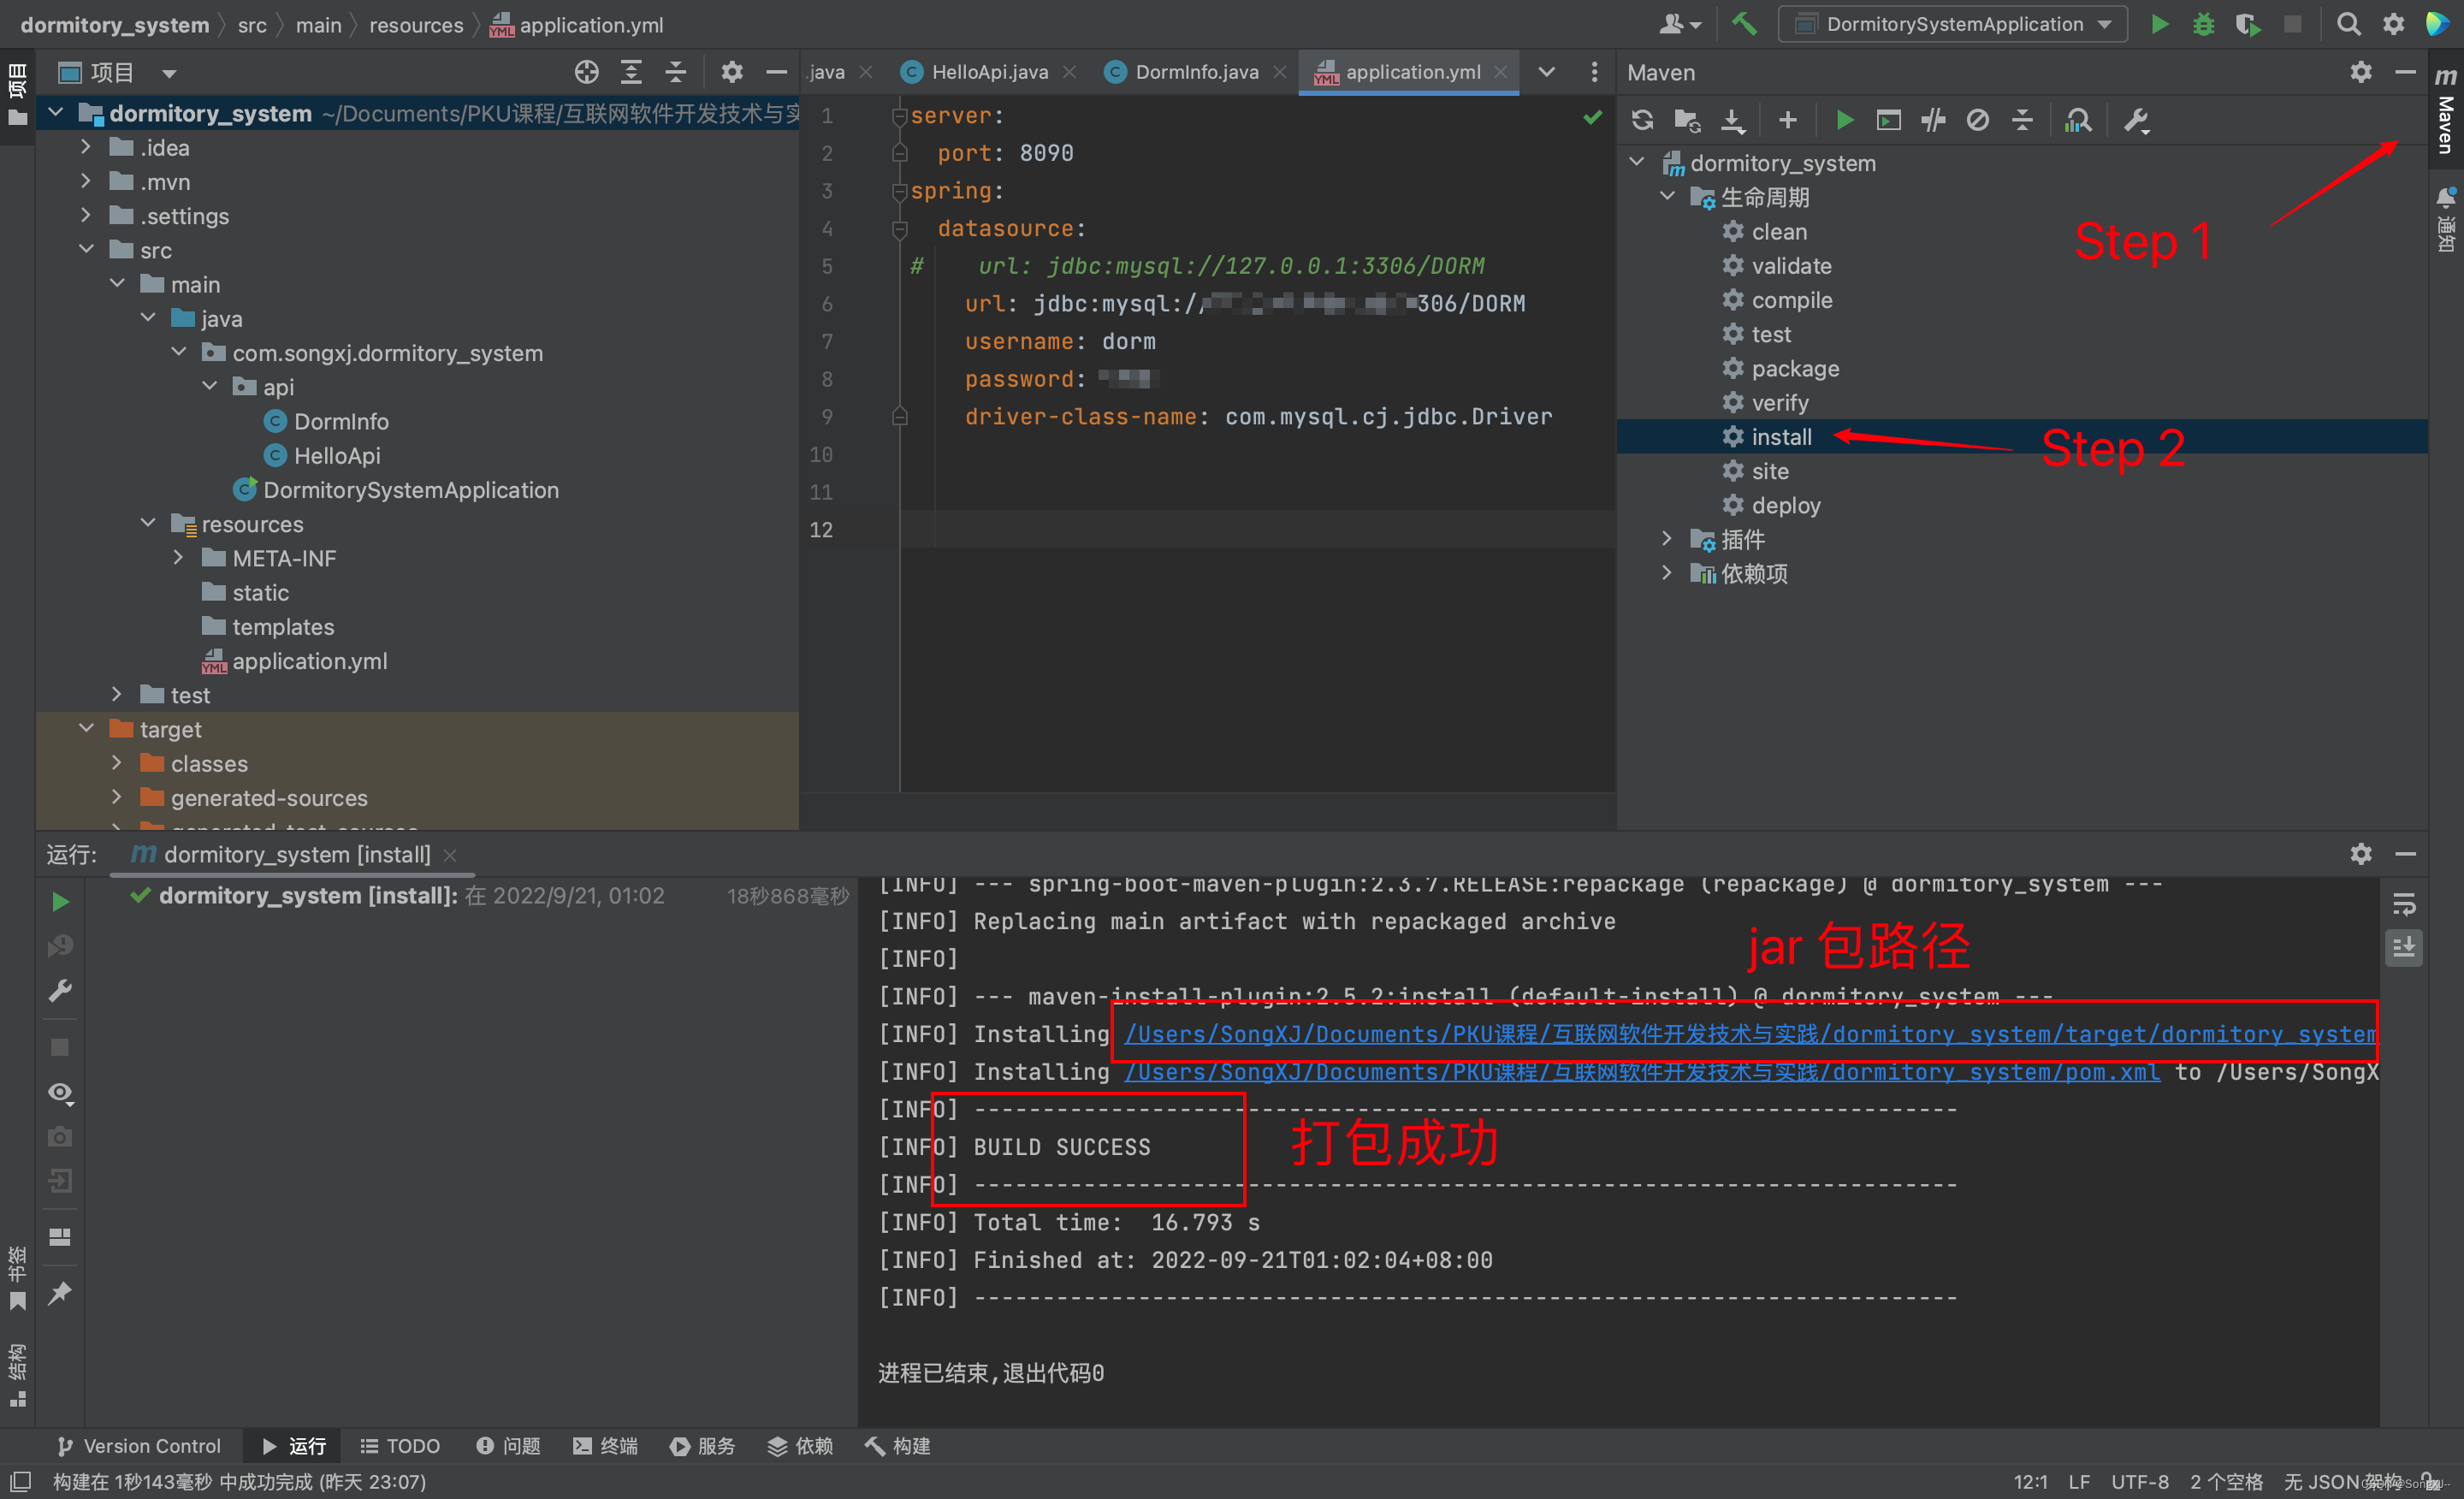 dormitory_system src main resources application.yml
DormitorySystemApplication
项目
项目
dormitory_system ~/Documents/PKU课程/互联网软件开发技术与实
.idea
.mvn
.settings
src
main
java
com.songxj.dormitory_system
api
DormInfo
HelloApi
DormitorySystemApplication
resources
META-INF
static
templates
application.yml
test
target
classes
generated-sources
.java HelloApi.java DormInfo.java application.yml
1 server:
2 port: 8090
3 spring:
4 datasource:
5 # url: jdbc:mysql://127.0.0.1:3306/DORM
6 url: jdbc:mysql:// 306/DORM
7 username: dorm
8 password:
9 driver-class-name: com.mysql.cj.jdbc.Driver
10
11
12
Maven
dormitory_system
生命周期
clean
validate
compile
test
package
verify
install
site
deploy
插件
依赖项
Step 1
Step 2
Maven
通知
运行: dormitory_system [install]
dormitory_system [install]: 在 2022/9/21, 01:02 18秒868毫秒
[INFO] --- spring-boot-maven-plugin:2.3.7.RELEASE:repackage (repackage) @ dormitory_system ---
[INFO] Replacing main artifact with repackaged archive
[INFO]
[INFO] --- maven-install-plugin:2.5.2:install (default-install) @ dormitory_system ---
[INFO] Installing /Users/SongXJ/Documents/PKU课程/互联网软件开发技术与实践/dormitory_system/target/dormitory_system
[INFO] Installing /Users/SongXJ/Documents/PKU课程/互联网软件开发技术与实践/dormitory_system/pom.xml to /Users/SongX
[INFO] ------------------------------------------------------------------------
[INFO] BUILD SUCCESS
[INFO] ------------------------------------------------------------------------
[INFO] Total time:  16.793 s
[INFO] Finished at: 2022-09-21T01:02:04+08:00
[INFO] ------------------------------------------------------------------------
进程已结束,退出代码0
jar 包路径
打包成功
书签
结构
Version Control 运行 TODO 问题 终端 服务 依赖 构建
构建在 1秒143毫秒 中成功完成 (昨天 23:07)
12:1 LF UTF-8 2 个空格 无 JSON 架构